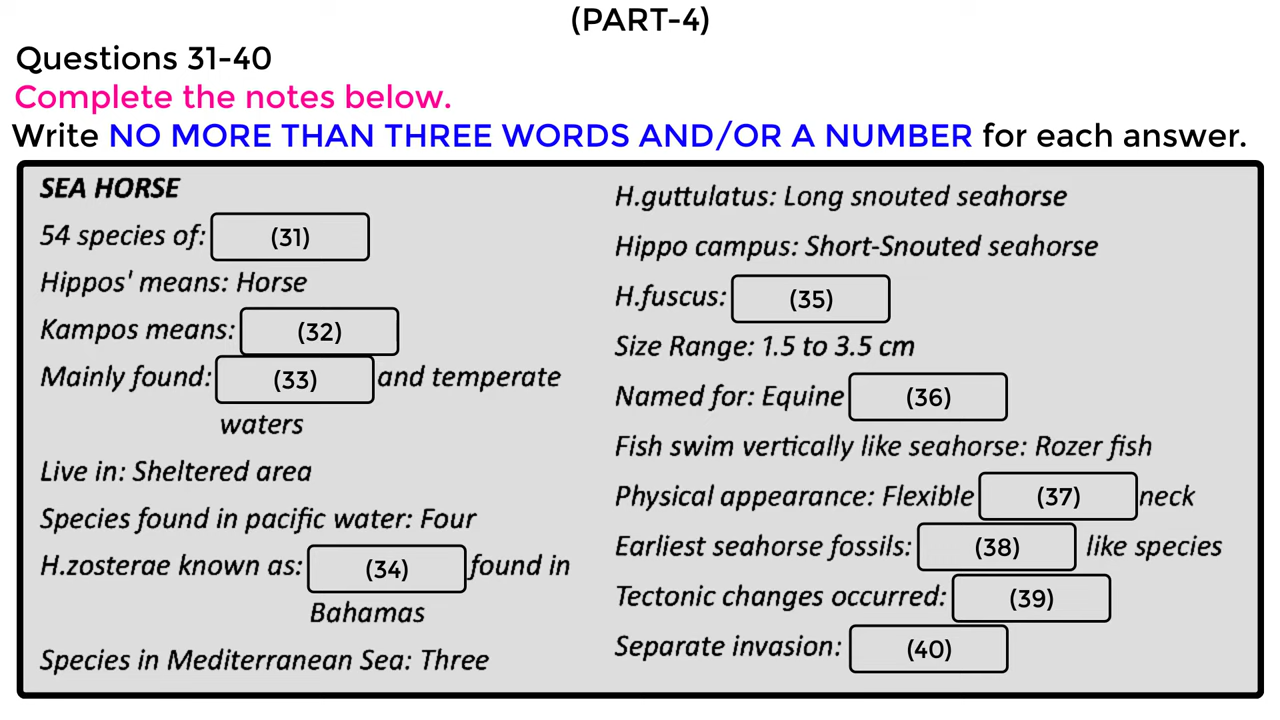 (PART-4)
Questions 31-40
Complete the notes below.
Write NO MORE THAN THREE WORDS AND/OR A NUMBER for each answer.
SEA HORSE
54 species of: (31)
Hippos' means: Horse
Kampos means: (32)
Mainly found: (33) and temperate
waters
Live in: Sheltered area
Species found in pacific water: Four
H.zosterae known as: (34) found in
Bahamas
Species in Mediterranean Sea: Three
H.guttulatus: Long snouted seahorse
Hippo campus: Short-Snouted seahorse
H.fuscus: (35)
Size Range: 1.5 to 3.5 cm
Named for: Equine (36)
Fish swim vertically like seahorse: Rozer fish
Physical appearance: Flexible (37) neck
Earliest seahorse fossils: (38) like species
Tectonic changes occurred: (39)
Separate invasion: (40)